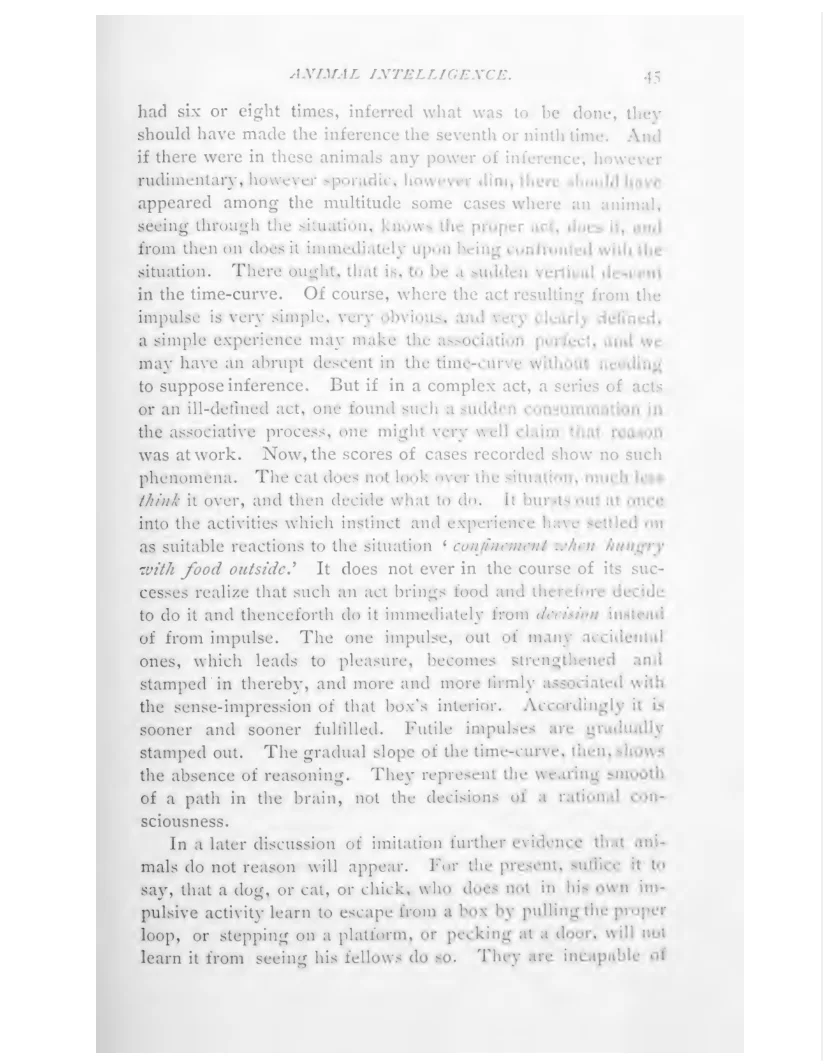 ANIMAL INTELLIGENCE. 45
had six or eight times, inferred what was to be done, they
should have made the inference the seventh or ninth time. And
if there were in these animals any power of inference, however
rudimentary, however sporadic, however dim, there should have
appeared among the multitude some cases where an animal,
seeing through the situation, knows the proper act, does it, and
from then on does it immediately upon being confronted with the
situation. There ought, that is, to be a sudden vertical descent
in the time-curve. Of course, where the act resulting from the
impulse is very simple, very obvious, and very clearly defined,
a simple experience may make the association perfect, and we
may have an abrupt descent in the time-curve without needing
to suppose inference. But if in a complex act, a series of acts
or an ill-defined act, one found such a sudden consummation in
the associative process, one might very well claim that reason
was at work. Now, the scores of cases recorded show no such
phenomena. The cat does not look over the situation, much less
think it over, and then decide what to do. It bursts out at once
into the activities which instinct and experience have settled on
as suitable reactions to the situation ‘ confinement when hungry
with food outside.’ It does not ever in the course of its suc-
cesses realize that such an act brings food and therefore decide
to do it and thenceforth do it immediately from decision instead
of from impulse. The one impulse, out of many accidental
ones, which leads to pleasure, becomes strengthened and
stamped in thereby, and more and more firmly associated with
the sense-impression of that box's interior. Accordingly it is
sooner and sooner fulfilled. Futile impulses are gradually
stamped out. The gradual slope of the time-curve, then, shows
the absence of reasoning. They represent the wearing smooth
of a path in the brain, not the decisions of a rational con-
sciousness.
In a later discussion of imitation further evidence that ani-
mals do not reason will appear. For the present, suffice it to
say, that a dog, or cat, or chick, who does not in his own im-
pulsive activity learn to escape from a box by pulling the proper
loop, or stepping on a platform, or pecking at a door, will not
learn it from seeing his fellows do so. They are incapable of